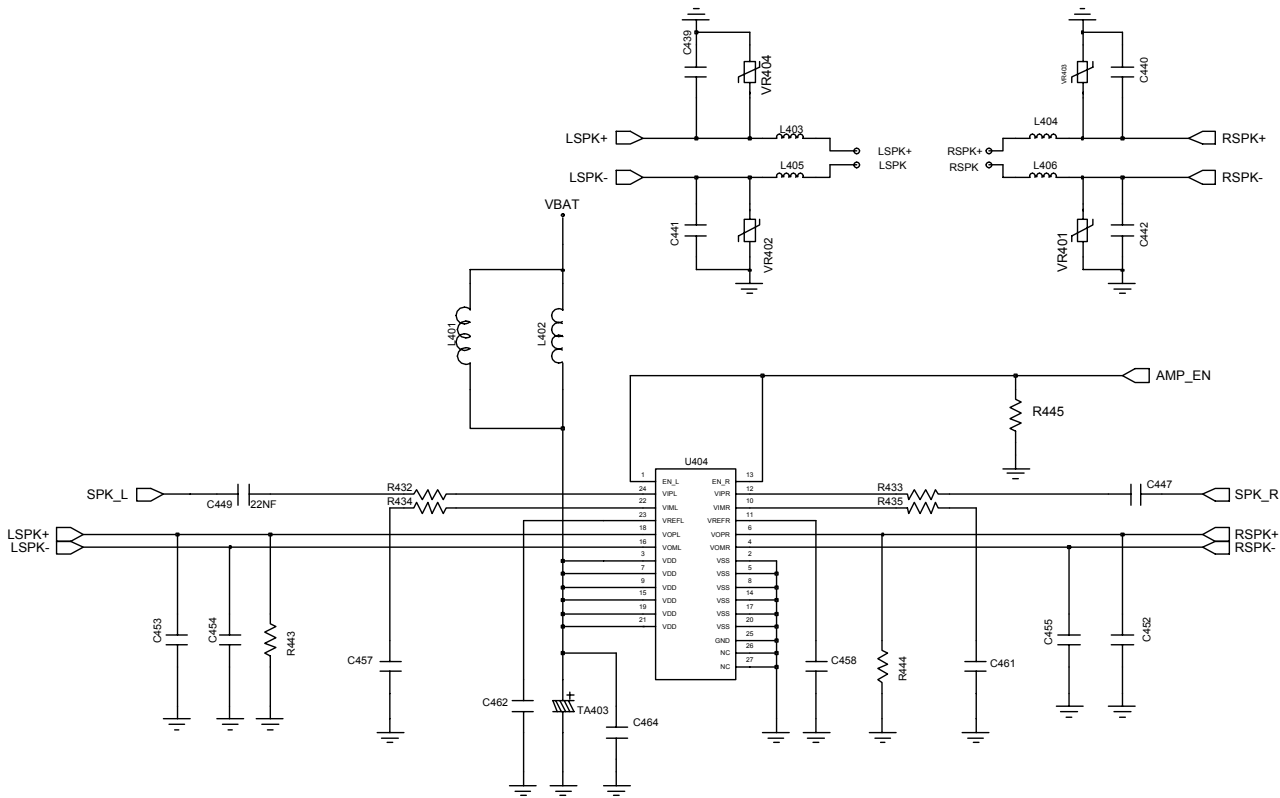 C439
VR404
VR403
C440
LSPK+
L403
LSPK+
RSPK+
L404
RSPK+
LSPK-
L405
LSPK
RSPK
L406
RSPK-
C441
VR402
VR401
C442
VBAT
L401
L402
AMP_EN
R445
U404
1 EN_L EN_R 13
SPK_L
C449
22NF
R432
24 VIPL VIPR 12
R433
C447
SPK_R
R434
22 VIML VIMR 10
R435
23 VREFL VREFR 11
LSPK+
18 VOPL VOPR 6
RSPK+
LSPK-
16 VOML VOMR 4
RSPK-
3 VDD VSS 2
7 VDD VSS 5
9 VDD VSS 8
15 VDD VSS 14
19 VDD VSS 17
21 VDD VSS 20
GND 25
NC 26
NC 27
C453
C454
R443
C457
C462
+
TA403
C464
C458
R444
C461
C455
C452